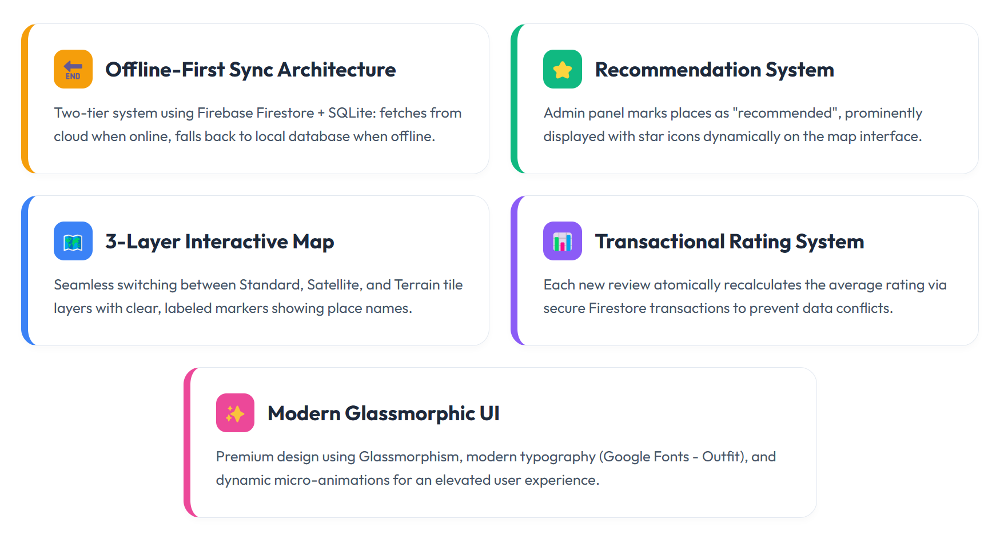 END
Offline-First Sync Architecture
Two-tier system using Firebase Firestore + SQLite: fetches from
cloud when online, falls back to local database when offline.
Recommendation System
Admin panel marks places as "recommended", prominently
displayed with star icons dynamically on the map interface.
3-Layer Interactive Map
Seamless switching between Standard, Satellite, and Terrain tile
layers with clear, labeled markers showing place names.
Transactional Rating System
Each new review atomically recalculates the average rating via
secure Firestore transactions to prevent data conflicts.
Modern Glassmorphic UI
Premium design using Glassmorphism, modern typography (Google Fonts - Outfit), and
dynamic micro-animations for an elevated user experience.